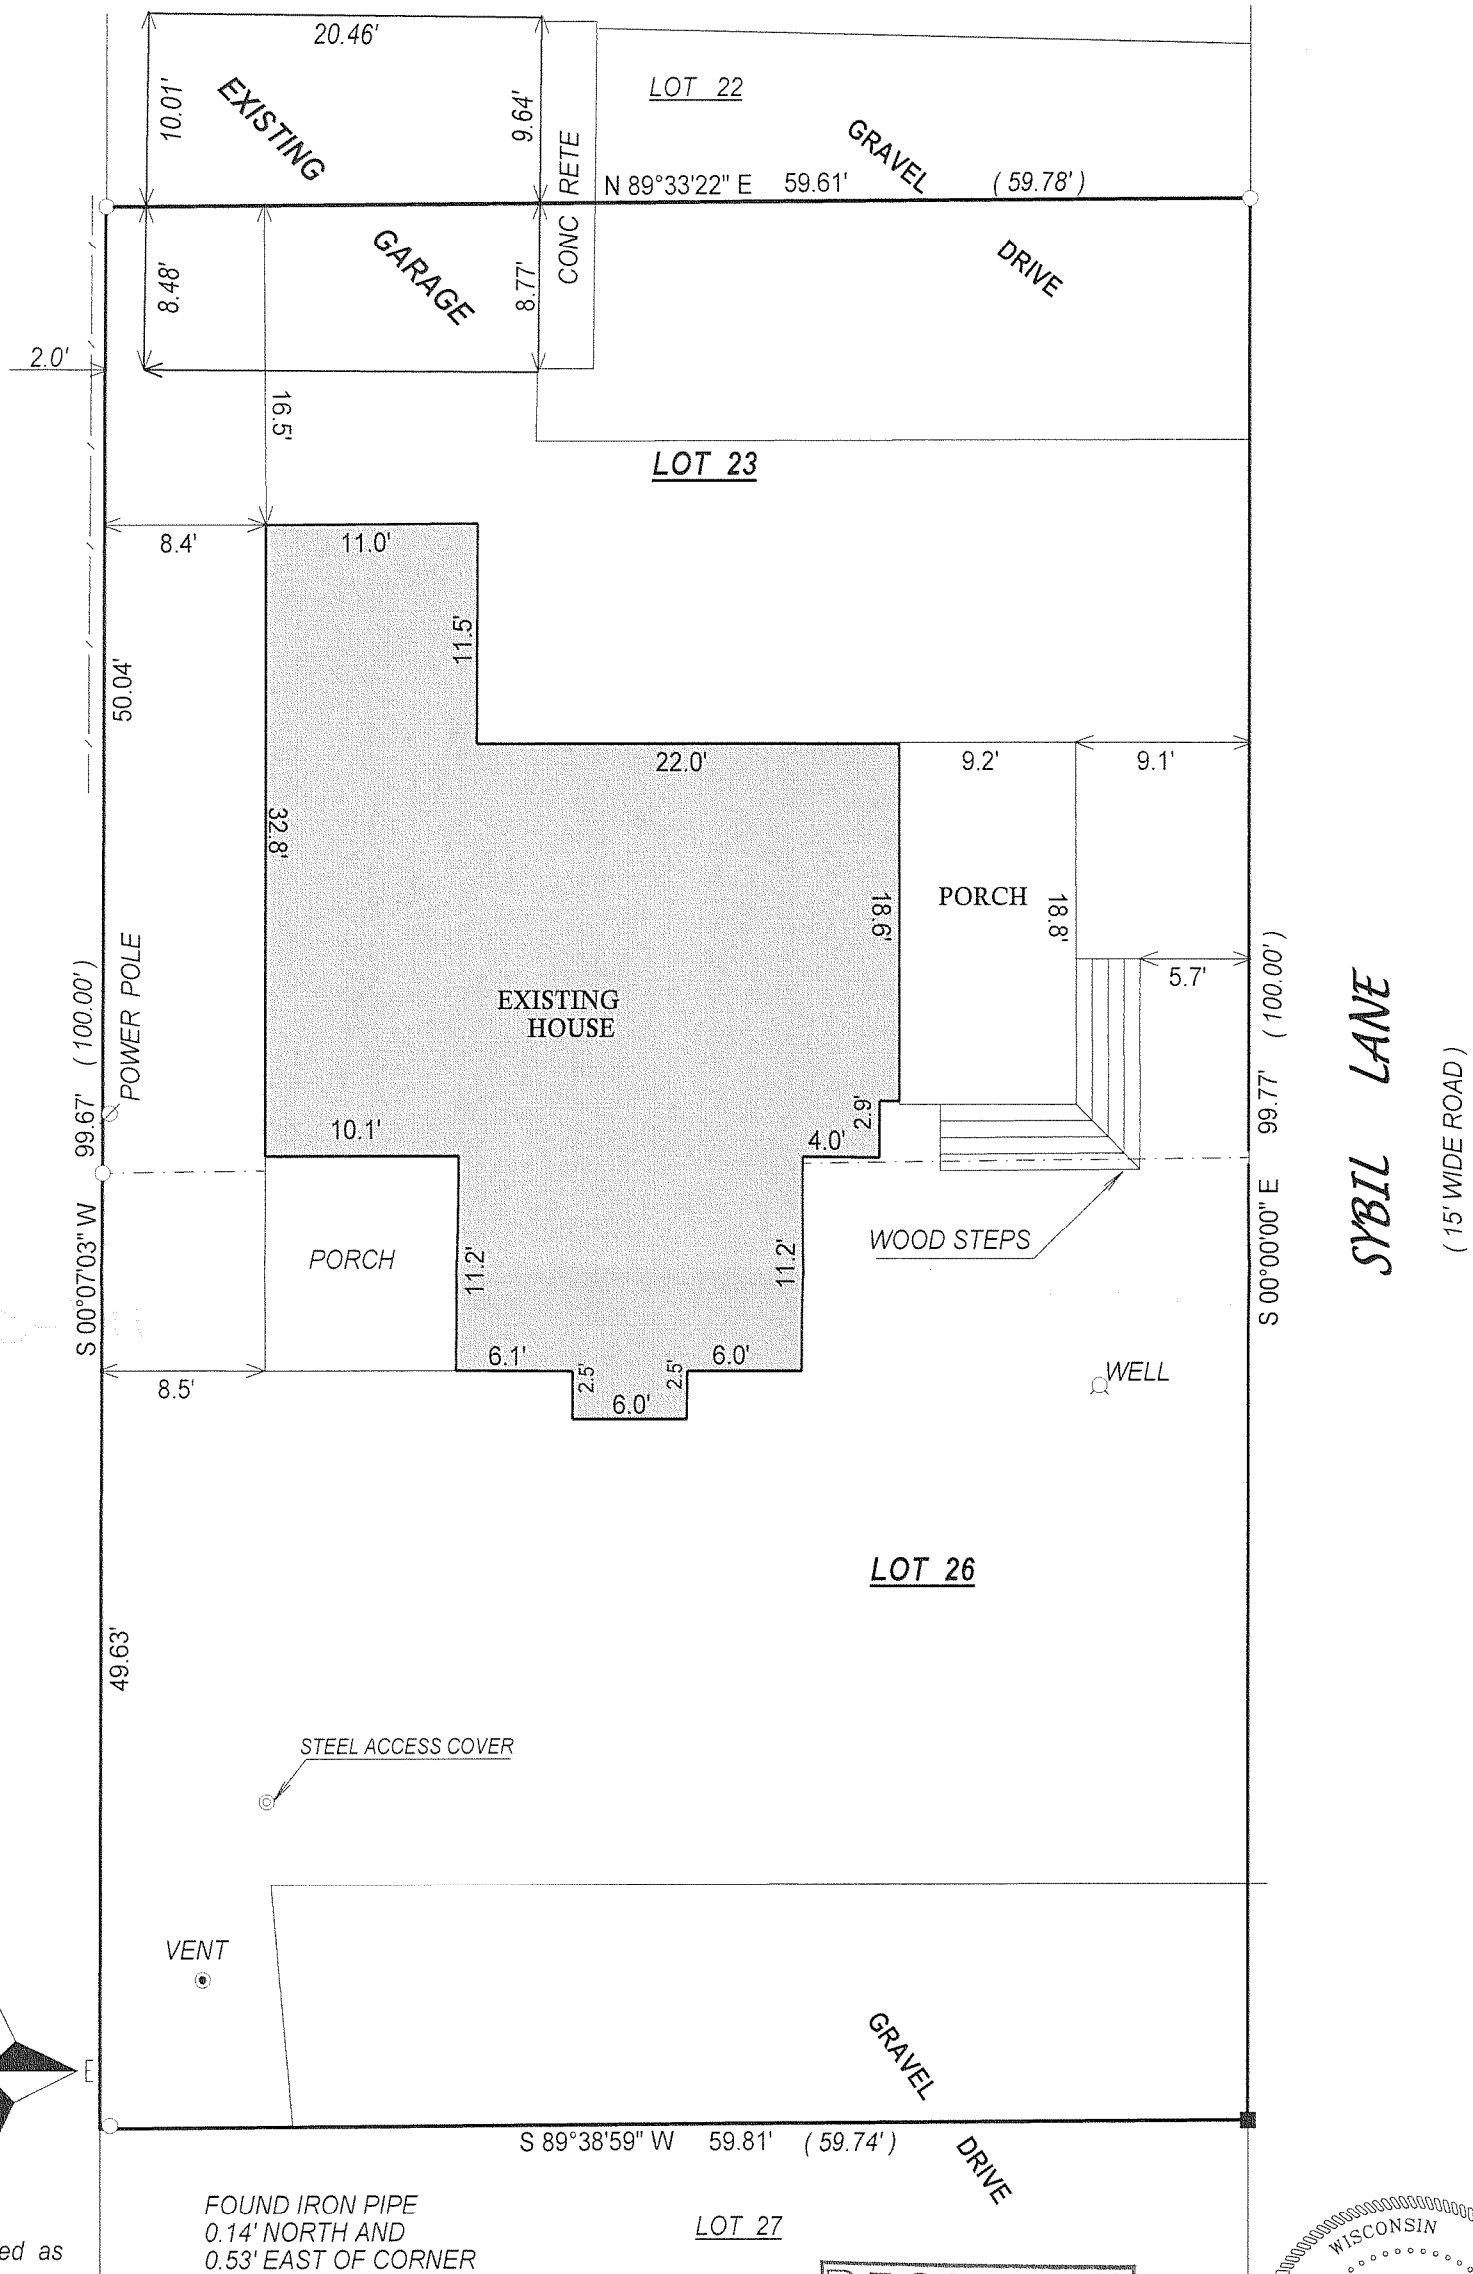 20.46'
10.01'
EXISTING
9.64'
LOT 22
GRAVEL
CONC RETE
N 89°33'22" E 59.61' ( 59.78' )
8.48'
GARAGE
8.77'
DRIVE
2.0'
16.5'
LOT 23
8.4'
11.0'
11.5'
50.04'
22.0'
9.2'
9.1'
32.8'
18.6'
PORCH
18.8'
5.7'
EXISTING
HOUSE
POWER POLE
S 00°07'03" W 99.67' ( 100.00' )
S 00°00'00" E 99.77' ( 100.00' )
SYBIL LANE
( 15' WIDE ROAD )
10.1'
4.0'
2.9'
WOOD STEPS
PORCH
11.2'
11.2'
8.5'
6.1'
2.5'
6.0'
2.5'
6.0'
WELL
LOT 26
49.63'
STEEL ACCESS COVER
VENT
GRAVEL
E
S 89°38'59" W 59.81' ( 59.74' )
DRIVE
FOUND IRON PIPE
0.14' NORTH AND
0.53' EAST OF CORNER
LOT 27
ed as
WISCONSIN